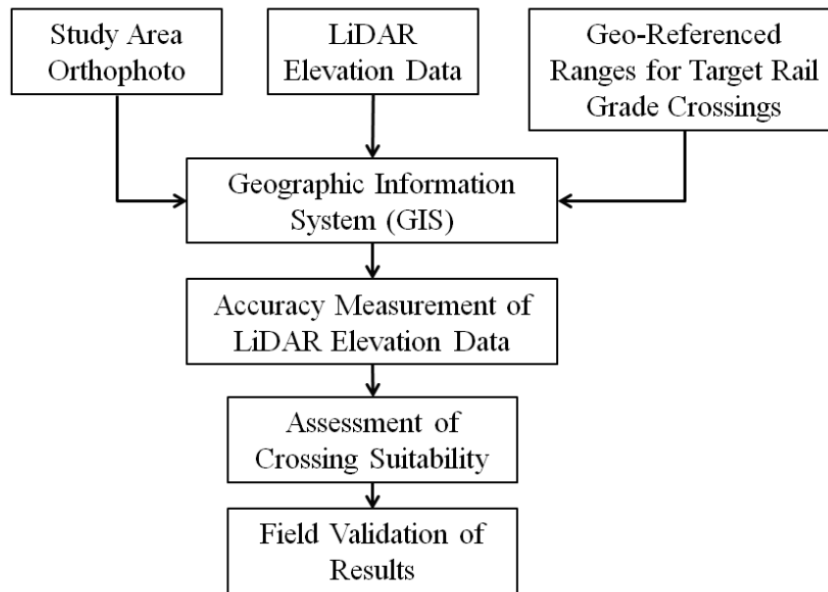 Study Area
Orthophoto
LiDAR
Elevation Data
Geo-Referenced
Ranges for Target Rail
Grade Crossings
Geographic Information
System (GIS)
Accuracy Measurement of
LiDAR Elevation Data
Assessment of
Crossing Suitability
Field Validation of
Results